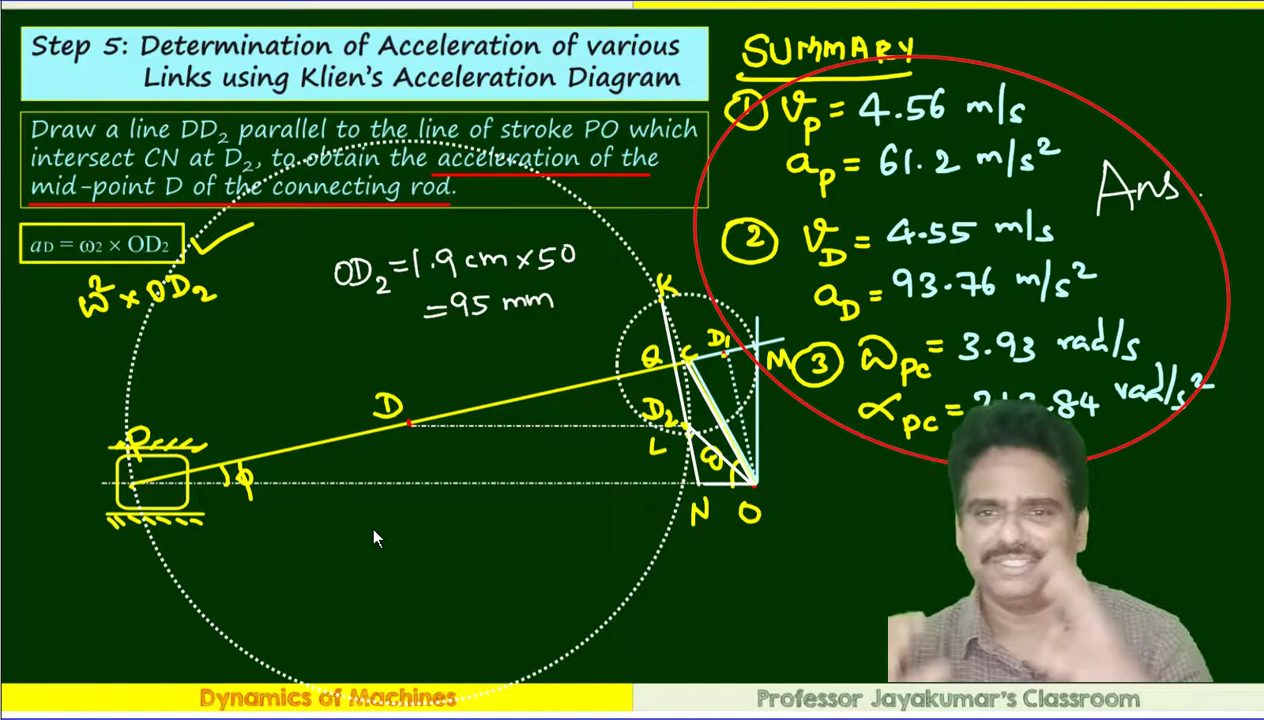 Step 5: Determination of Acceleration of various
Links using Klien's Acceleration Diagram
Draw a line DD₂ parallel to the line of stroke PO which
intersect CN at D₂, to obtain the acceleration of the
mid-point D of the connecting rod.
aD = ω2 × OD2
ω² × OD₂
OD₂ = 1.9 cm × 50
= 95 mm
SUMMARY
① Vp = 4.56 m/s
ap = 61.2 m/s²
② VD = 4.55 m/s
aD = 93.76 m/s²
③ ωpc = 3.93 rad/s
αpc = .84 rad/s²
Ans.
K
Q
C
D₁
M
D
D₂
L
θ
P
φ
N
O
Dynamics of Machines
Professor Jayakumar's Classroom